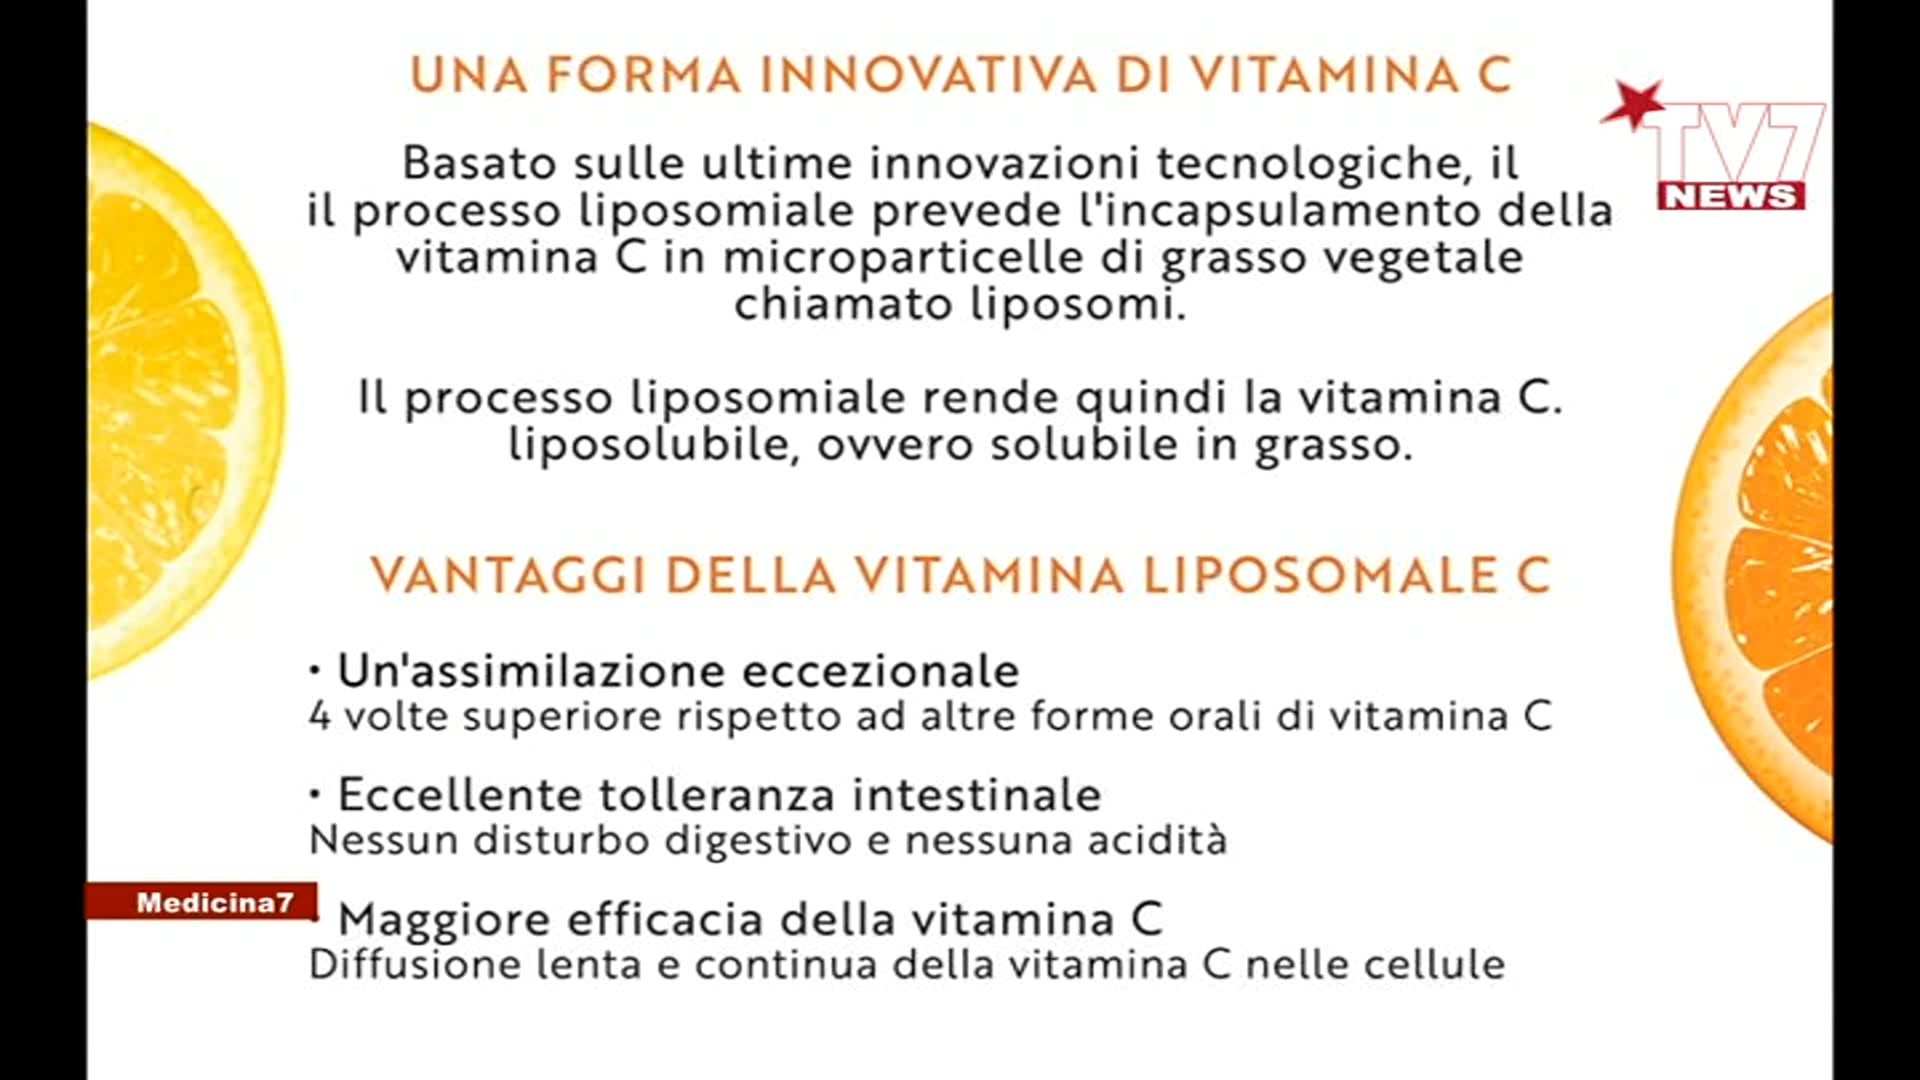 UNA FORMA INNOVATIVA DI VITAMINA C
TV7
NEWS
Basato sulle ultime innovazioni tecnologiche, il
il processo liposomiale prevede l'incapsulamento della
vitamina C in microparticelle di grasso vegetale
chiamato liposomi.
Il processo liposomiale rende quindi la vitamina C.
liposolubile, ovvero solubile in grasso.
VANTAGGI DELLA VITAMINA LIPOSOMALE C
• Un'assimilazione eccezionale
4 volte superiore rispetto ad altre forme orali di vitamina C
• Eccellente tolleranza intestinale
Nessun disturbo digestivo e nessuna acidità
Medicina7
• Maggiore efficacia della vitamina C
Diffusione lenta e continua della vitamina C nelle cellule